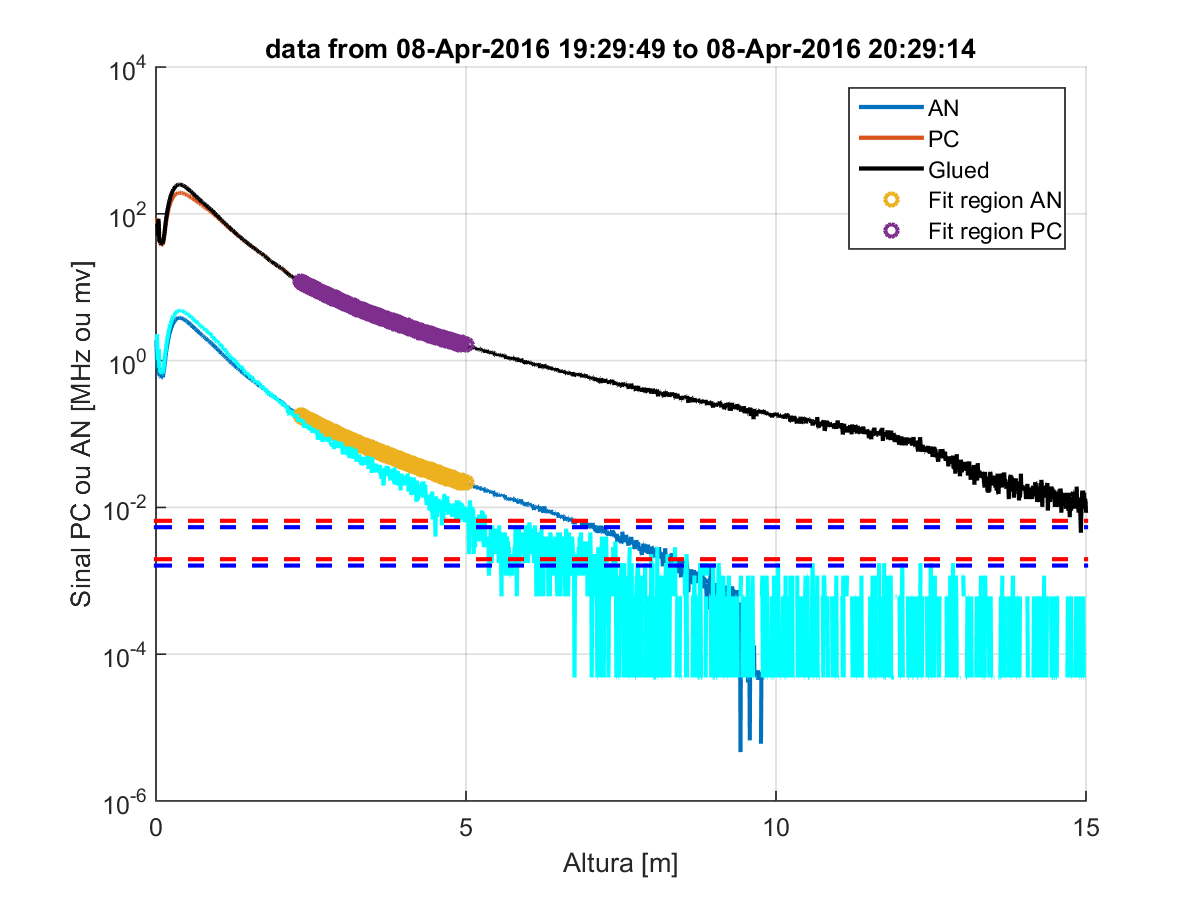 data from 08-Apr-2016 19:29:49 to 08-Apr-2016 20:29:14
10^4
10^2
10^0
10^-2
10^-4
10^-6
Sinal PC ou AN [MHz ou mv]
AN
PC
Glued
Fit region AN
Fit region PC
0
5
10
15
Altura [m]